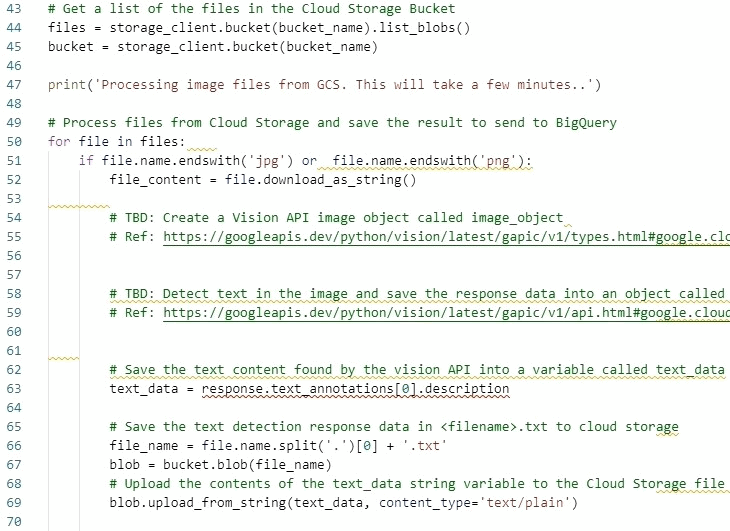 43 # Get a list of the files in the Cloud Storage Bucket
44 files = storage_client.bucket(bucket_name).list_blobs()
45 bucket = storage_client.bucket(bucket_name)
46
47 print('Processing image files from GCS. This will take a few minutes..')
48
49 # Process files from Cloud Storage and save the result to send to BigQuery
50 for file in files:
51 if file.name.endswith('jpg') or  file.name.endswith('png'):
52 file_content = file.download_as_string()
53
54 # TBD: Create a Vision API image object called image_object
55 # Ref: https://googleapis.dev/python/vision/latest/gapic/v1/types.html#google.clo
56
57
58 # TBD: Detect text in the image and save the response data into an object called
59 # Ref: https://googleapis.dev/python/vision/latest/gapic/v1/api.html#google.cloud
60
61
62 # Save the text content found by the vision API into a variable called text_data
63 text_data = response.text_annotations[0].description
64
65 # Save the text detection response data in <filename>.txt to cloud storage
66 file_name = file.name.split('.')[0] + '.txt'
67 blob = bucket.blob(file_name)
68 # Upload the contents of the text_data string variable to the Cloud Storage file
69 blob.upload_from_string(text_data, content_type='text/plain')
70